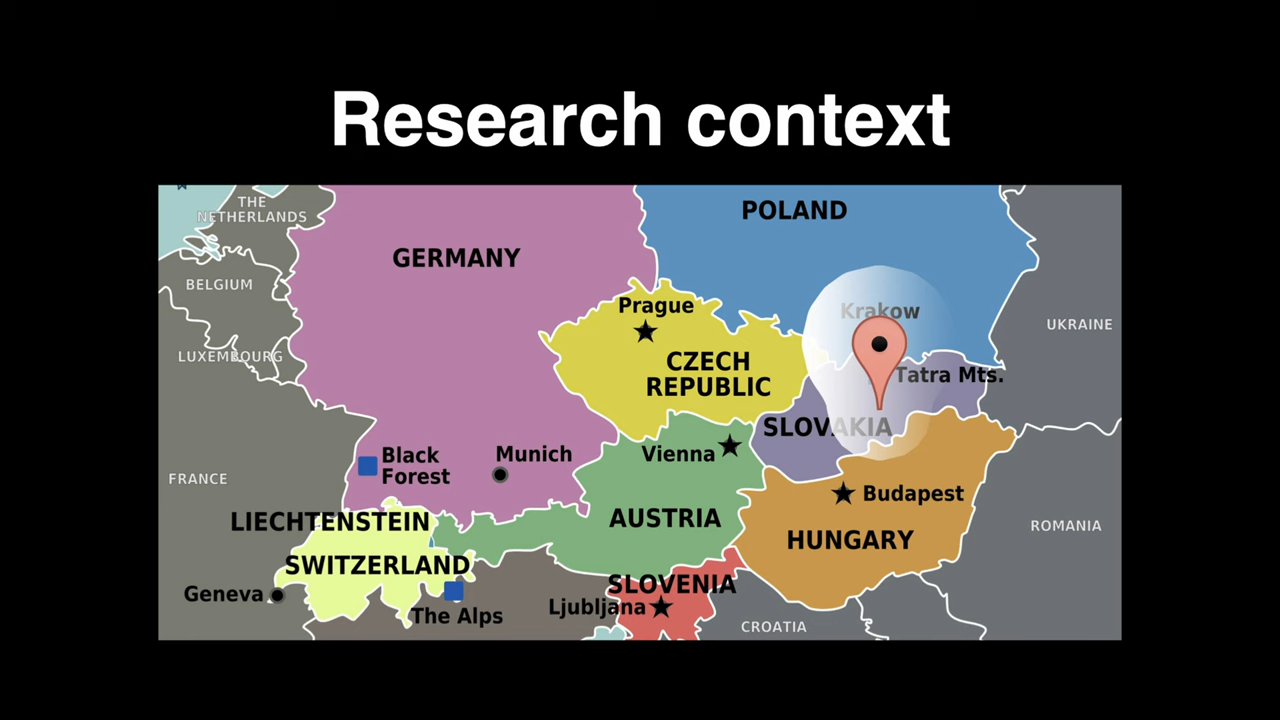 Research context
THE
NETHERLANDS
POLAND
GERMANY
BELGIUM
Prague
Krakow
UKRAINE
LUXEMBOURG
CZECH
REPUBLIC
Tatra Mts.
SLOVAKIA
Black
Forest
Munich
Vienna
FRANCE
Budapest
LIECHTENSTEIN
AUSTRIA
ROMANIA
HUNGARY
SWITZERLAND
SLOVENIA
Geneva
Ljubljana
The Alps
CROATIA